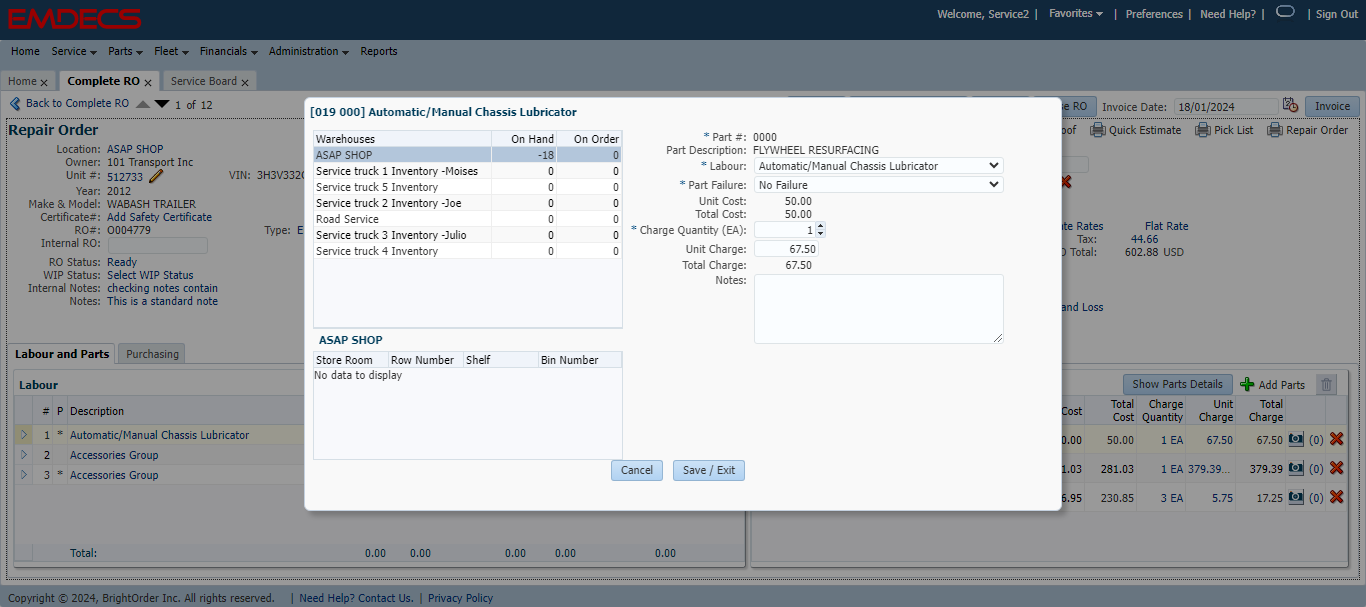 EMDECS
Welcome, Service2 | Favorites | Preferences | Need Help? | | Sign Out
Home Service Parts Fleet Financials Administration Reports
Home x Complete RO x Service Board x
Back to Complete RO 1 of 12
RO Invoice Date: 18/01/2024 Invoice
Repair Order
Quick Estimate Pick List Repair Order
Location: ASAP SHOP
Owner: 101 Transport Inc
Unit #: 512733 VIN: 3H3V332C
Year: 2012
Make & Model: WABASH TRAILER
Certificate#: Add Safety Certificate
RO#: O004779 Type: E
Internal RO:
RO Status: Ready
WIP Status: Select WIP Status
Internal Notes: checking notes contain
Notes: This is a standard note
Rates Flat Rate
Tax: 44.66
Total: 602.88 USD
and Loss
[019 000] Automatic/Manual Chassis Lubricator
Warehouses On Hand On Order
ASAP SHOP -18 0
Service truck 1 Inventory -Moises 0 0
Service truck 5 Inventory 0 0
Service truck 2 Inventory -Joe 0 0
Road Service 0 0
Service truck 3 Inventory -Julio 0 0
Service truck 4 Inventory 0 0
ASAP SHOP
Store Room Row Number Shelf Bin Number
No data to display
* Part #: 0000
Part Description: FLYWHEEL RESURFACING
* Labour: Automatic/Manual Chassis Lubricator
* Part Failure: No Failure
Unit Cost: 50.00
Total Cost: 50.00
* Charge Quantity (EA): 1
Unit Charge: 67.50
Total Charge: 67.50
Notes:
Cancel Save / Exit
Labour and Parts Purchasing
Labour
# P Description
1 * Automatic/Manual Chassis Lubricator
2 Accessories Group
3 * Accessories Group
Total: 0.00 0.00 0.00 0.00 0.00
Show Parts Details Add Parts
Cost Total Cost Charge Quantity Unit Charge Total Charge
0.00 50.00 1 EA 67.50 67.50 (0)
1.03 281.03 1 EA 379.39... 379.39 (0)
6.95 230.85 3 EA 5.75 17.25 (0)
Copyright © 2024, BrightOrder Inc. All rights reserved. | Need Help? Contact Us. | Privacy Policy